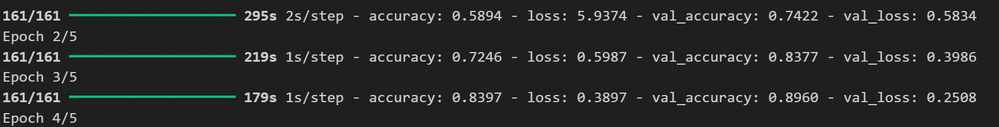 161/161 ━━━━━━━━━━━━━━━━━━━━ 295s 2s/step - accuracy: 0.5894 - loss: 5.9374 - val_accuracy: 0.7422 - val_loss: 0.5834
Epoch 2/5
161/161 ━━━━━━━━━━━━━━━━━━━━ 219s 1s/step - accuracy: 0.7246 - loss: 0.5987 - val_accuracy: 0.8377 - val_loss: 0.3986
Epoch 3/5
161/161 ━━━━━━━━━━━━━━━━━━━━ 179s 1s/step - accuracy: 0.8397 - loss: 0.3897 - val_accuracy: 0.8960 - val_loss: 0.2508
Epoch 4/5